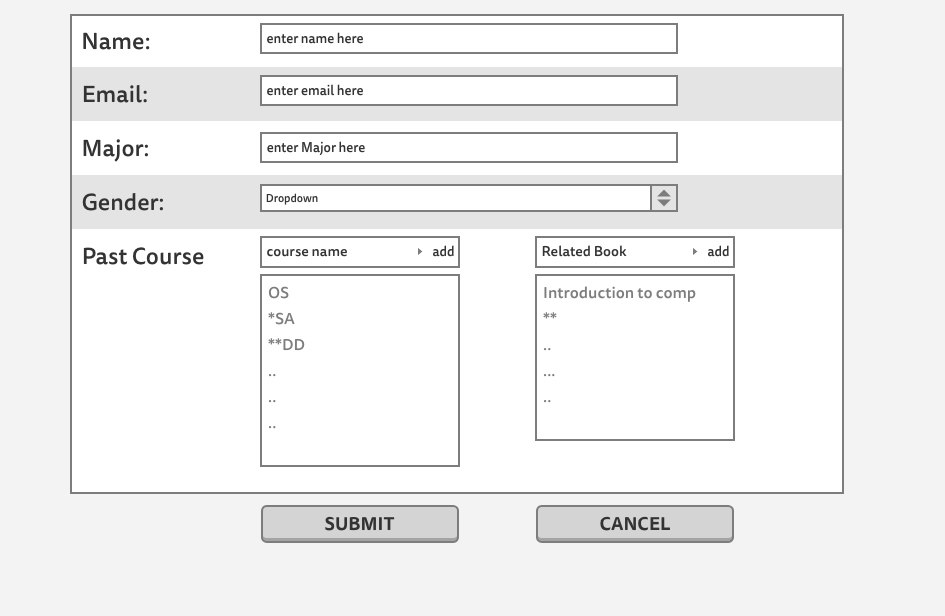 Name:
enter name here
Email:
enter email here
Major:
enter Major here
Gender:
Dropdown
Past Course
course name
add
Related Book
add
OS
*SA
**DD
..
..
..
Introduction to comp
**
..
...
..
SUBMIT
CANCEL